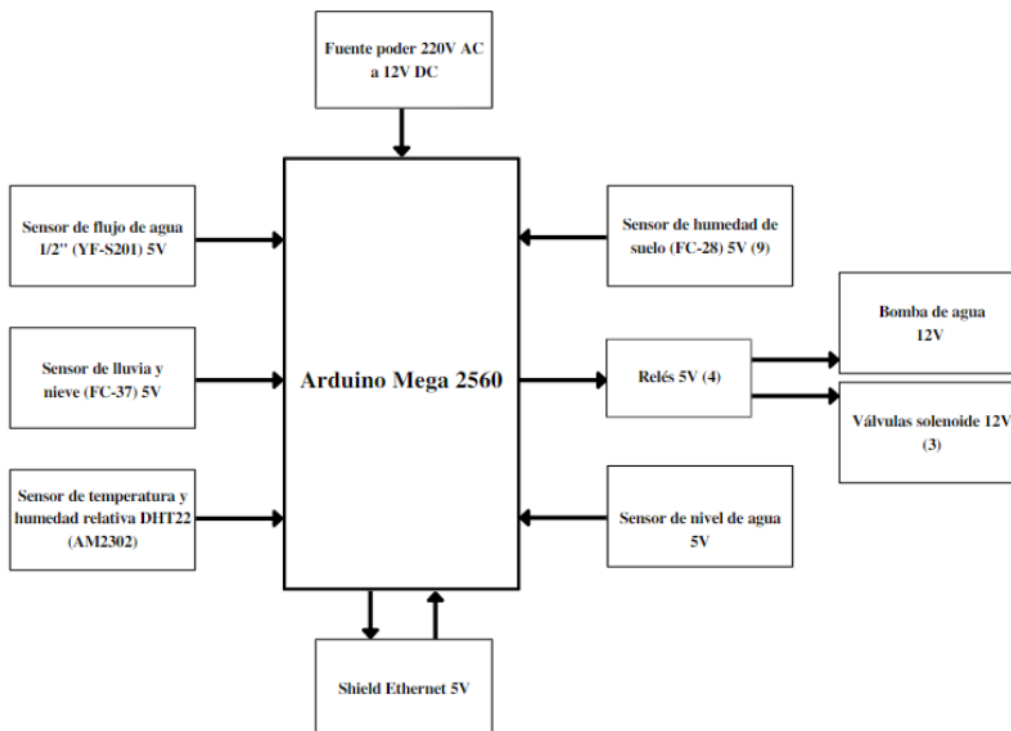 Fuente poder 220V AC
a 12V DC
Sensor de flujo de agua
1/2" (YF-S201) 5V
Sensor de humedad de
suelo (FC-28) 5V (9)
Bomba de agua
12V
Sensor de lluvia y
nieve (FC-37) 5V
Arduino Mega 2560
Relés 5V (4)
Válvulas solenoide 12V
(3)
Sensor de temperatura y
humedad relativa DHT22
(AM2302)
Sensor de nivel de agua
5V
Shield Ethernet 5V